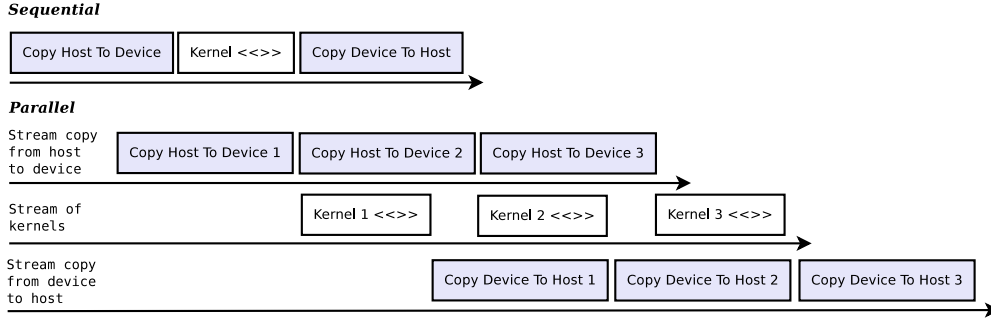 Sequential
Copy Host To Device
Kernel <<>>
Copy Device To Host
Parallel
Stream copy
from host
to device
Copy Host To Device 1
Copy Host To Device 2
Copy Host To Device 3
Stream of
kernels
Kernel 1 <<>>
Kernel 2 <<>>
Kernel 3 <<>>
Stream copy
from device
to host
Copy Device To Host 1
Copy Device To Host 2
Copy Device To Host 3